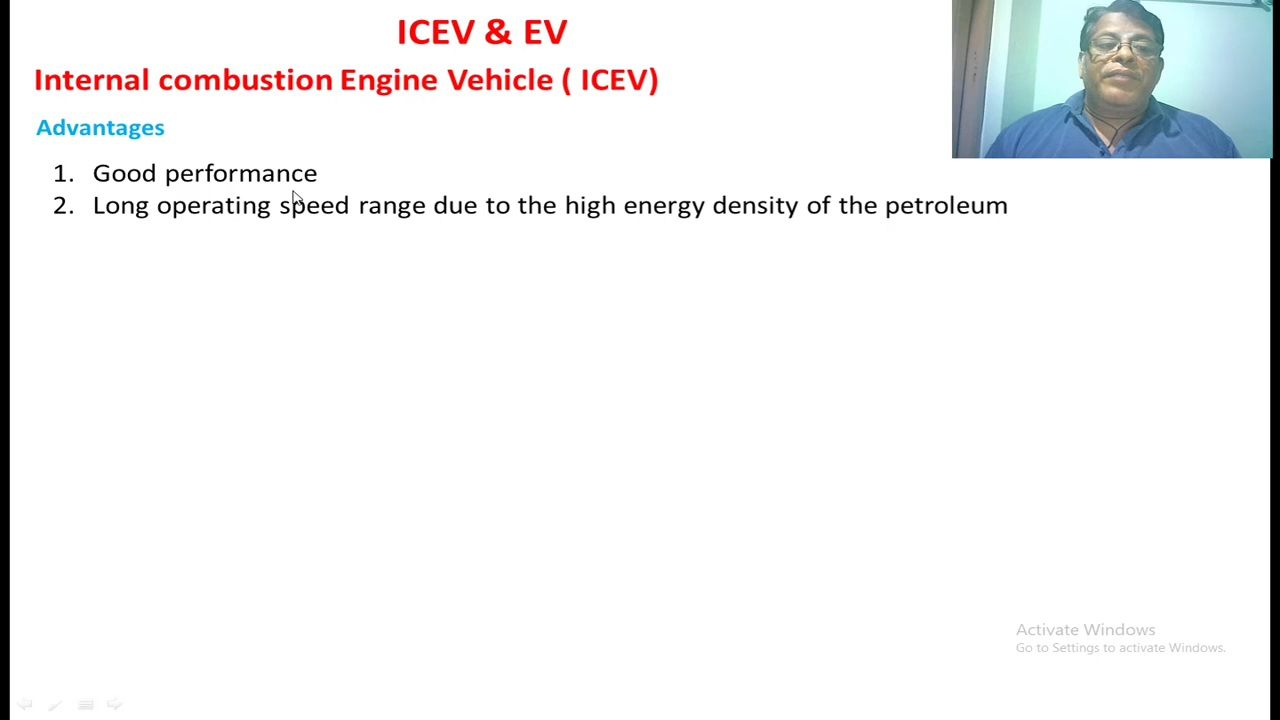 ICEV & EV
Internal combustion Engine Vehicle ( ICEV)
Advantages
1. Good performance
2. Long operating speed range due to the high energy density of the petroleum
Activate Windows
Go to Settings to activate Windows.